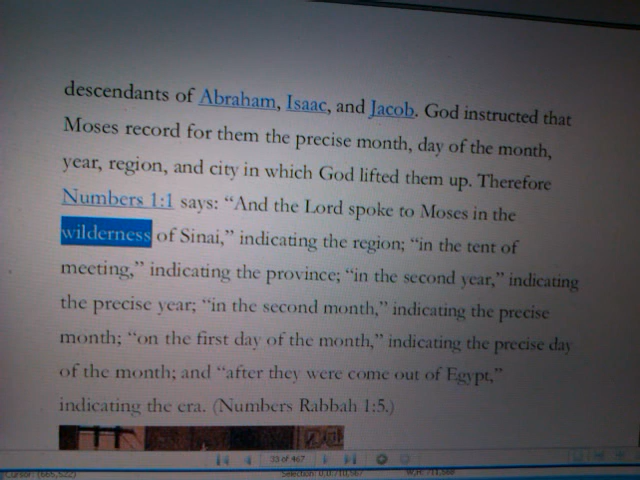 descendants of Abraham, Isaac, and Jacob. God instructed that
Moses record for them the precise month, day of the month,
year, region, and city in which God lifted them up. Therefore
Numbers 1:1 says: “And the Lord spoke to Moses in the
wilderness of Sinai,” indicating the region; “in the tent of
meeting,” indicating the province; “in the second year,” indicating
the precise year; “in the second month,” indicating the precise
month; “on the first day of the month,” indicating the precise day
of the month; and “after they were come out of Egypt,”
indicating the era. (Numbers Rabbah 1:5.)
33 of 467
Cursor: (665,522)